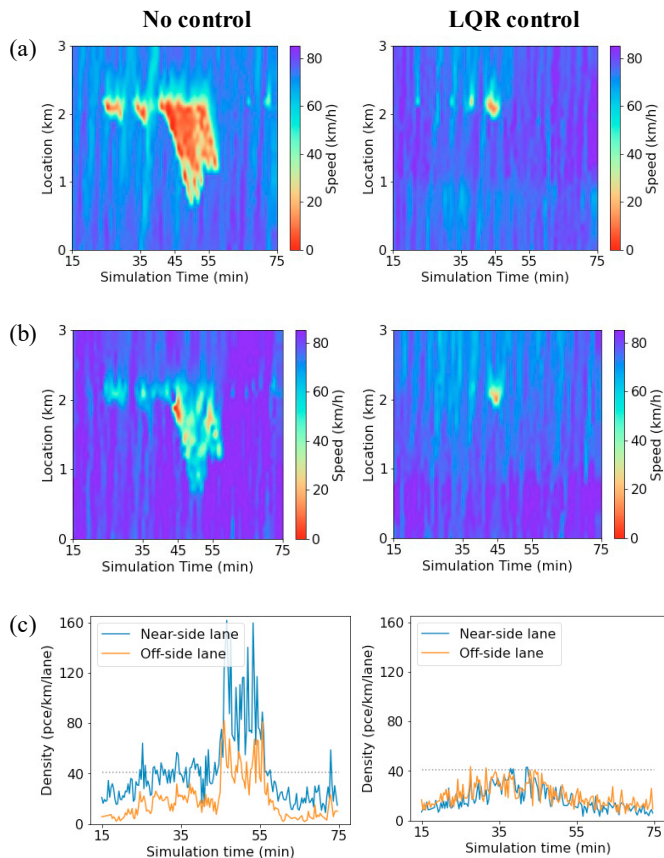 No control
LQR control
(a)
3
2
1
0
Location (km)
15 35 45 55 75
Simulation Time (min)
80
60
40
20
0
Speed (km/h)
3
2
1
0
Location (km)
15 35 45 55 75
Simulation Time (min)
80
60
40
20
0
Speed (km/h)
(b)
3
2
1
0
Location (km)
15 35 45 55 75
Simulation Time (min)
80
60
40
20
0
Speed (km/h)
3
2
1
0
Location (km)
15 35 45 55 75
Simulation Time (min)
80
60
40
20
0
Speed (km/h)
(c)
160
120
80
40
0
Density (pce/km/lane)
Near-side lane
Off-side lane
15 35 55 75
Simulation time (min)
160
120
80
40
0
Density (pce/km/lane)
Near-side lane
Off-side lane
15 35 55 75
Simulation time (min)